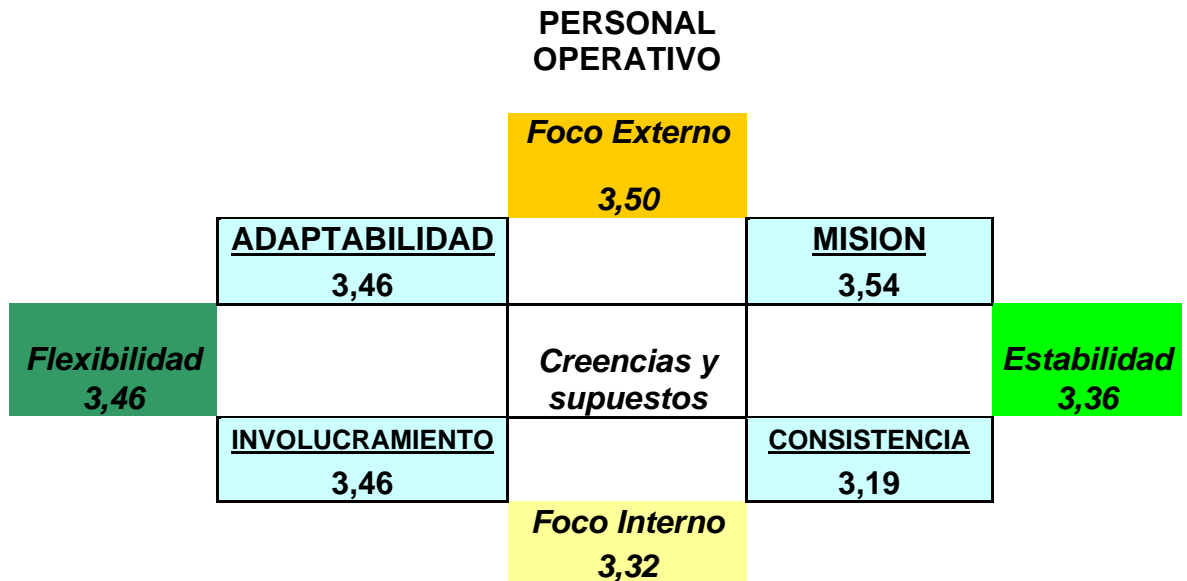 PERSONAL
OPERATIVO
Foco Externo
3,50
ADAPTABILIDAD
3,46
MISION
3,54
Flexibilidad
3,46
Creencias y
supuestos
Estabilidad
3,36
INVOLUCRAMIENTO
3,46
CONSISTENCIA
3,19
Foco Interno
3,32